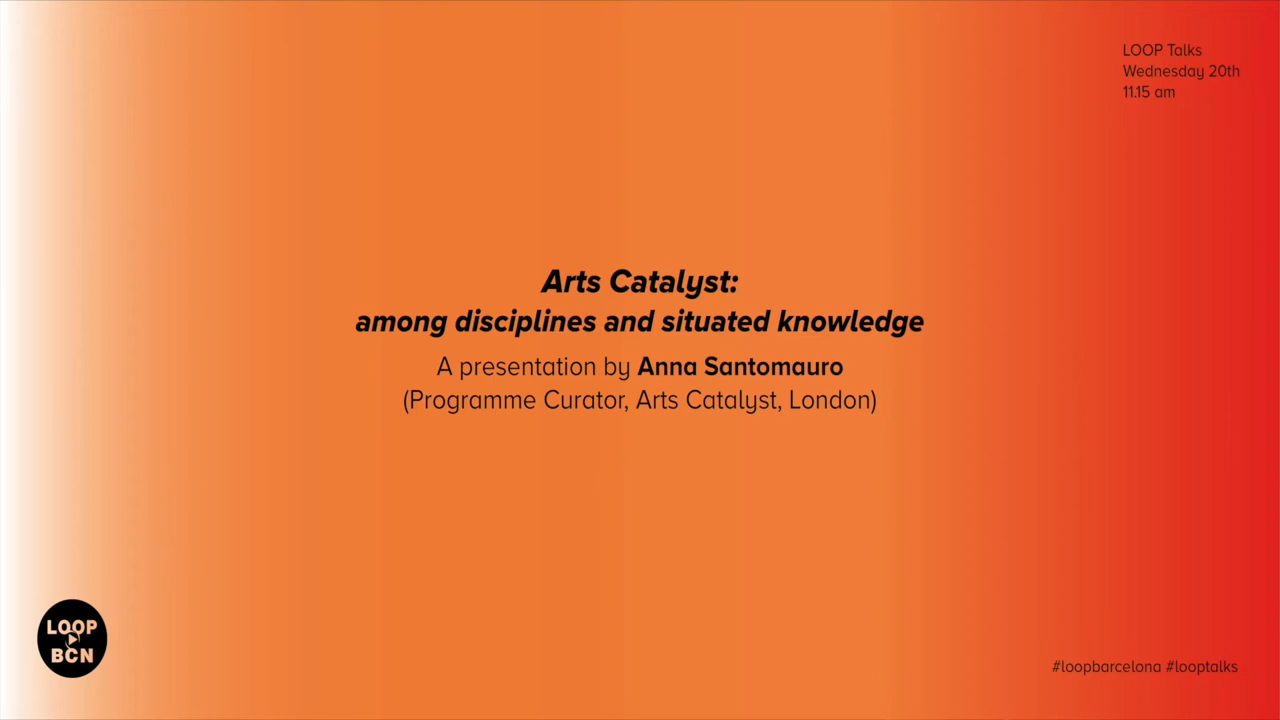 LOOP Talks
Wednesday 20th
11.15 am
Arts Catalyst:
among disciplines and situated knowledge
A presentation by Anna Santomauro
(Programme Curator, Arts Catalyst, London)
LOOP
BCN
#loopbarcelona #looptalks